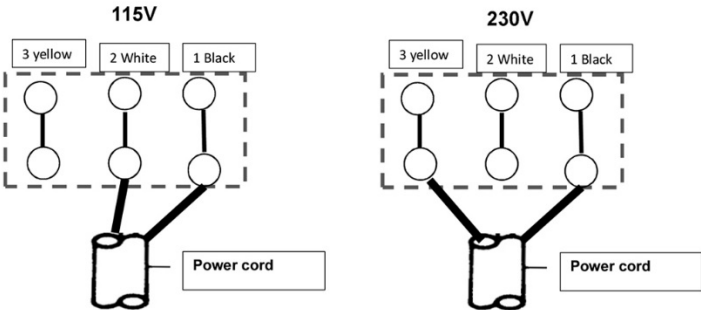 115V
230V
3 yellow
2 White
1 Black
3 yellow
2 White
1 Black
Power cord
Power cord